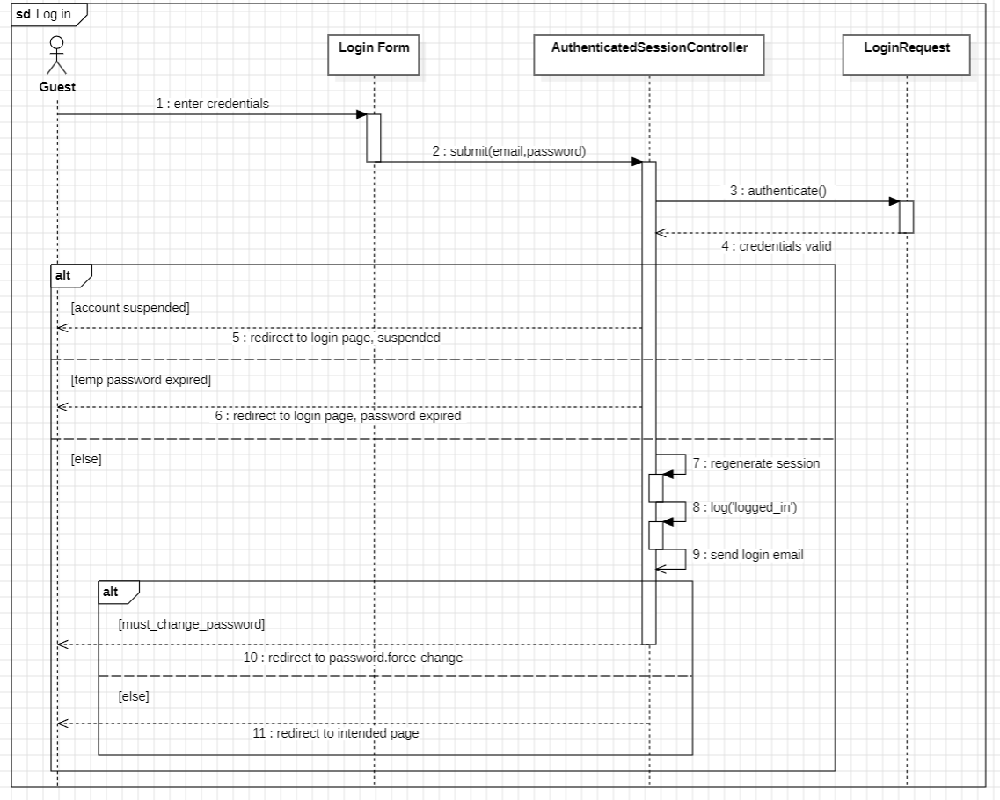 sd Log in
Guest
Login Form
AuthenticatedSessionController
LoginRequest
1 : enter credentials
2 : submit(email,password)
3 : authenticate()
4 : credentials valid
alt
[account suspended]
5 : redirect to login page, suspended
[temp password expired]
6 : redirect to login page, password expired
[else]
7 : regenerate session
8 : log('logged_in')
9 : send login email
alt
[must_change_password]
10 : redirect to password.force-change
[else]
11 : redirect to intended page